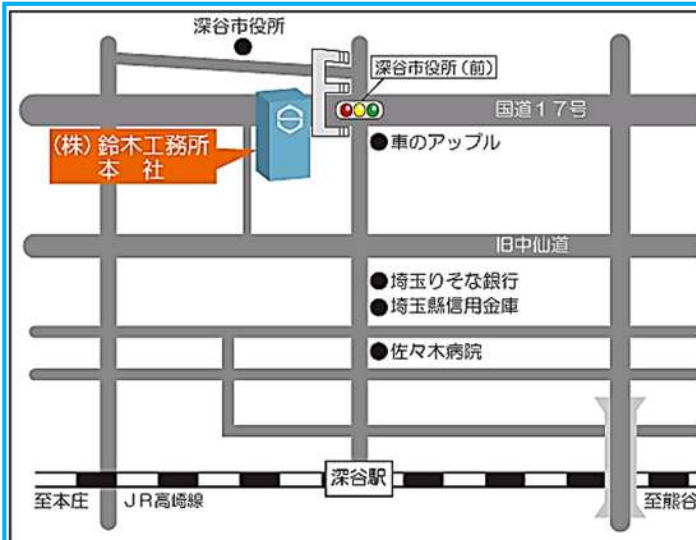 深谷市役所
深谷市役所(前)
国道17号
(株)鈴木工務所
本 社
車のアップル
旧中仙道
埼玉りそな銀行
埼玉縣信用金庫
佐々木病院
深谷駅
至本庄
JR高崎線
至熊谷